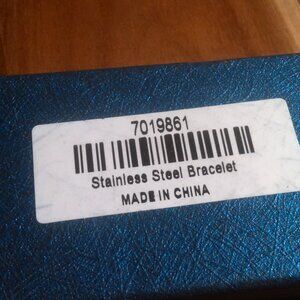 7019861
Stainless Steel Bracelet
MADE IN CHINA